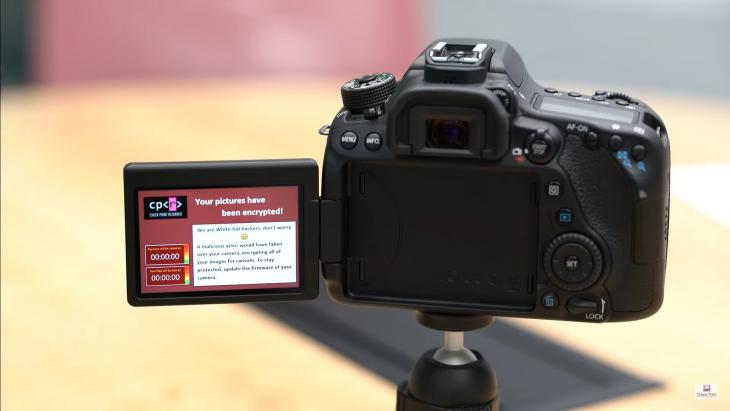 cp<r>
CHECK POINT RESEARCH
Your pictures have
been encrypted!
We are White-hat hackers, don't worry
A malicious actor would have taken
over your camera, encrypting all of
your images for ransom. To stay
protected, update the firmware of your
camera
00:00:00
00:00:00
MENU
INFO.
AF-ON
SET
LOCK
Check Point